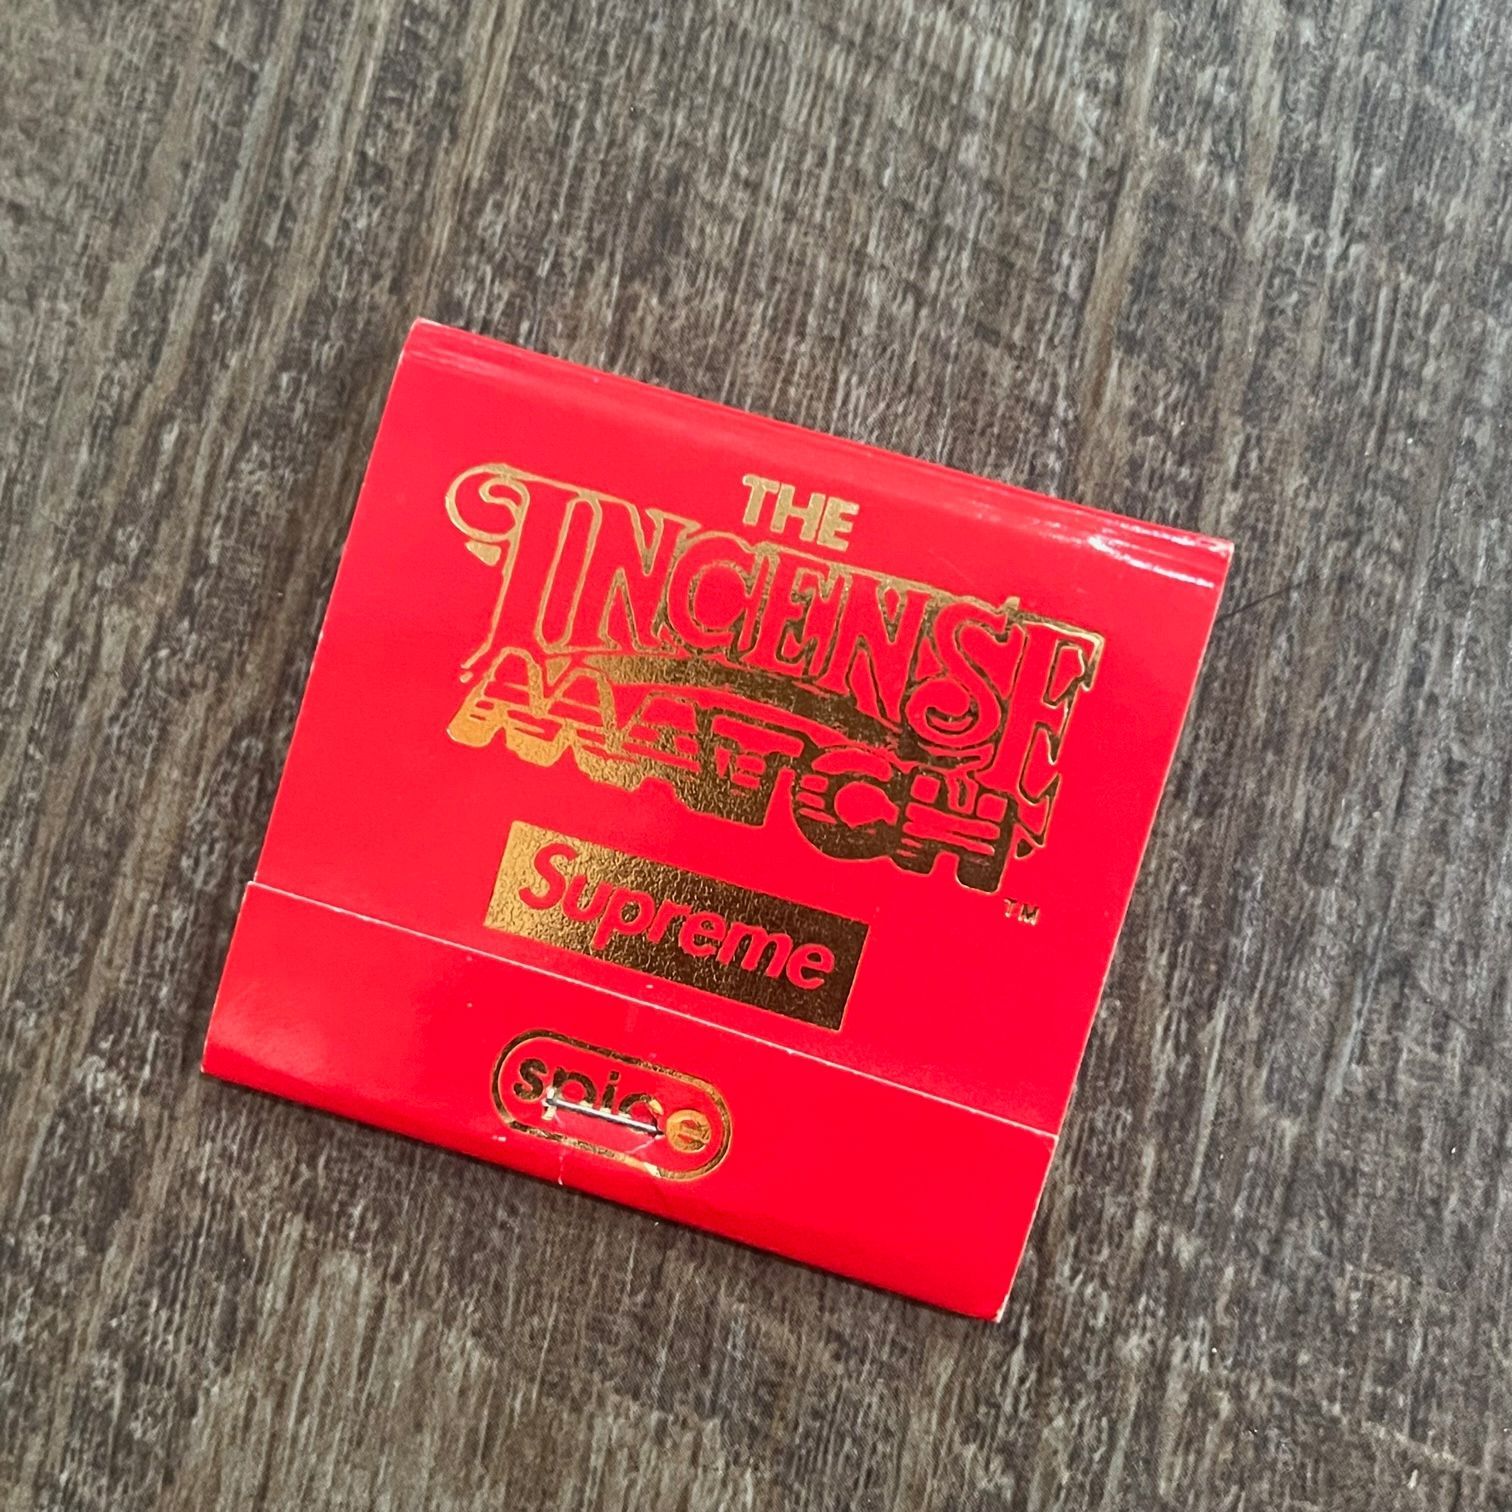 THE
INCENSE
MATCH
TM
Supreme
spice